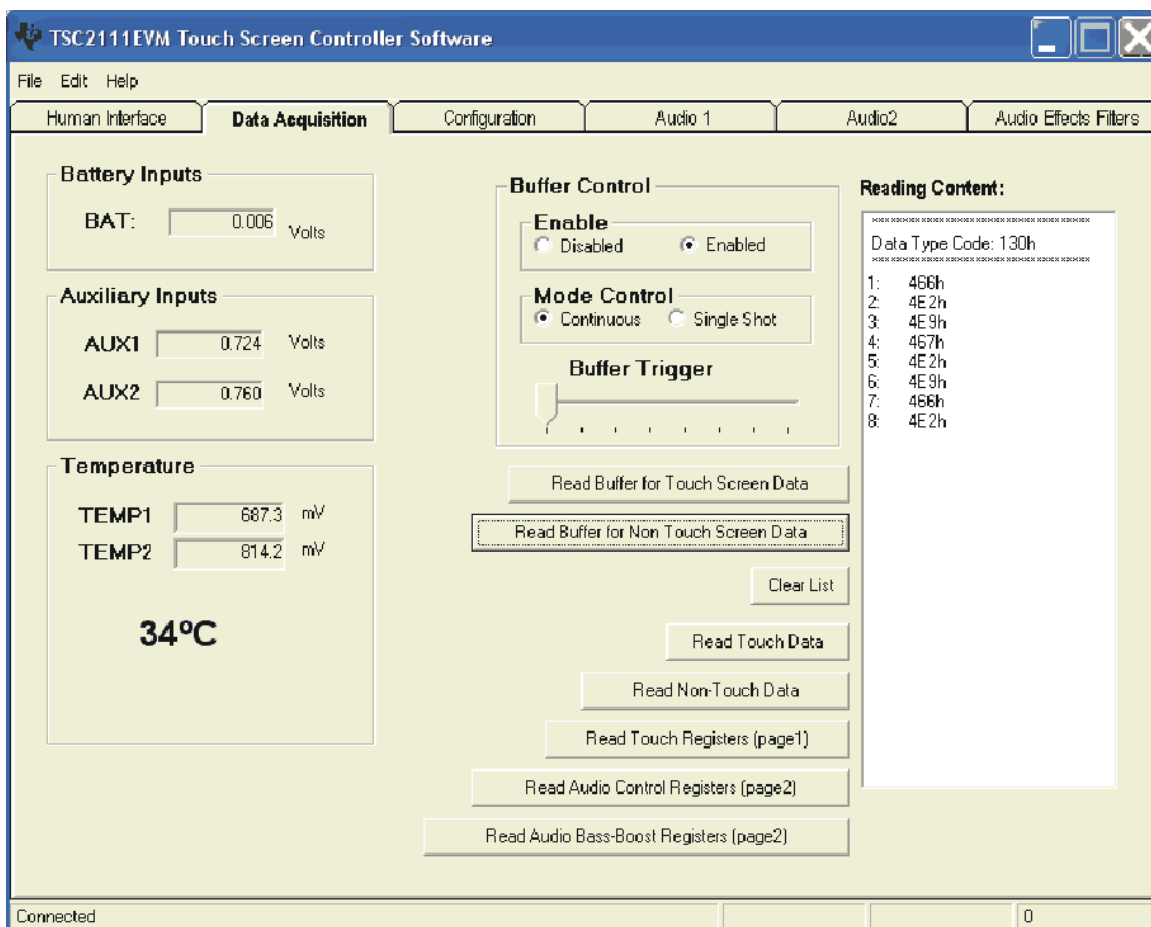 TSC2111EVM Touch Screen Controller Software
File Edit Help
Human Interface Data Acquisition Configuration Audio 1 Audio2 Audio Effects Filters
Battery Inputs
BAT: 0.006 Volts
Auxiliary Inputs
AUX1 0.724 Volts
AUX2 0.760 Volts
Temperature
TEMP1 687.3 mV
TEMP2 814.2 mV
34ºC
Buffer Control
Enable
Disabled Enabled
Mode Control
Continuous Single Shot
Buffer Trigger
Read Buffer for Touch Screen Data
Read Buffer for Non Touch Screen Data
Clear List
Read Touch Data
Read Non-Touch Data
Read Touch Registers (page1)
Read Audio Control Registers (page2)
Read Audio Bass-Boost Registers (page2)
Reading Content:
Data Type Code: 130h
1: 466h
2: 4E2h
3: 4E9h
4: 467h
5: 4E2h
6: 4E9h
7: 466h
8: 4E2h
Connected 0